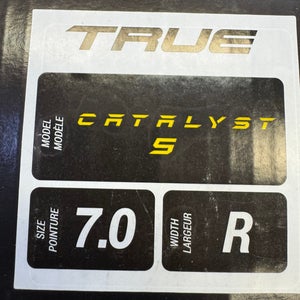 TRUE
MODEL
MODÈLE
CATALYST
5
SIZE
POINTURE
7.0
WIDTH
LARGEUR
R